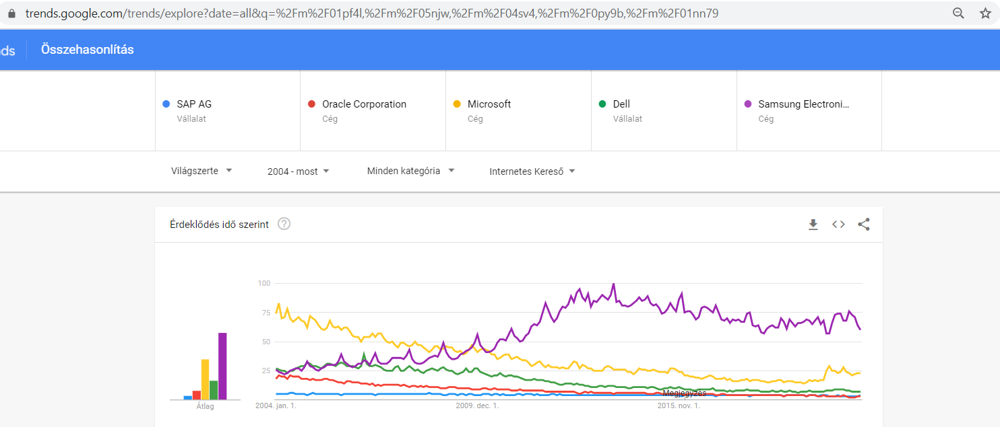 trends.google.com/trends/explore?date=all&q=%2Fm%2F01pf4l,%2Fm%2F05njw,%2Fm%2F04sv4,%2Fm%2F0py9b,%2Fm%2F01nn79
ds Összehasonlítás
SAP AG
Vállalat
Oracle Corporation
Cég
Microsoft
Cég
Dell
Vállalat
Samsung Electroni...
Cég
Világszerte
2004 - most
Minden kategória
Internetes Kereső
Érdeklődés idő szerint ?
100
75
50
25
Megjegyzés
Átlag
2004. jan. 1.
2009. dec. 1.
2015. nov. 1.